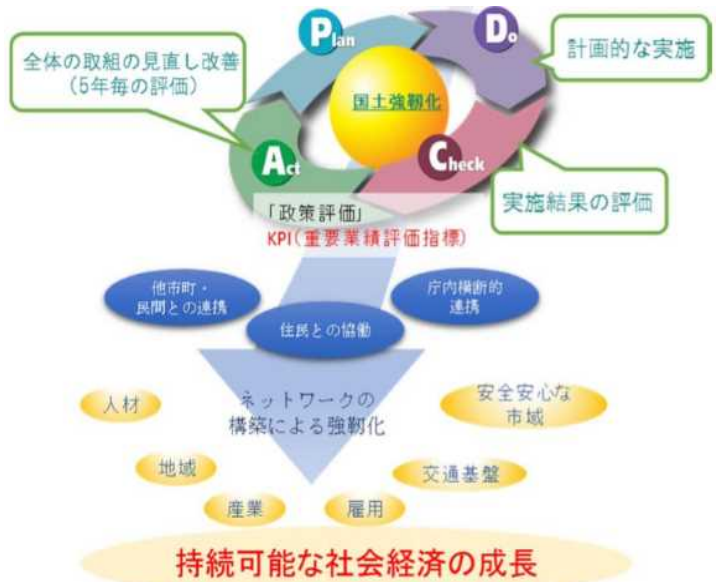 Plan
Do
全体の取組の見直し改善
(5年毎の評価)
計画的な実施
国土強靱化
Act
Check
実施結果の評価
「政策評価」
KPI(重要業績評価指標)
他市町・
民間との連携
庁内横断的
連携
住民との協働
人材
ネットワークの
構築による強靱化
安全安心な
市域
地域
交通基盤
産業
雇用
持続可能な社会経済の成長